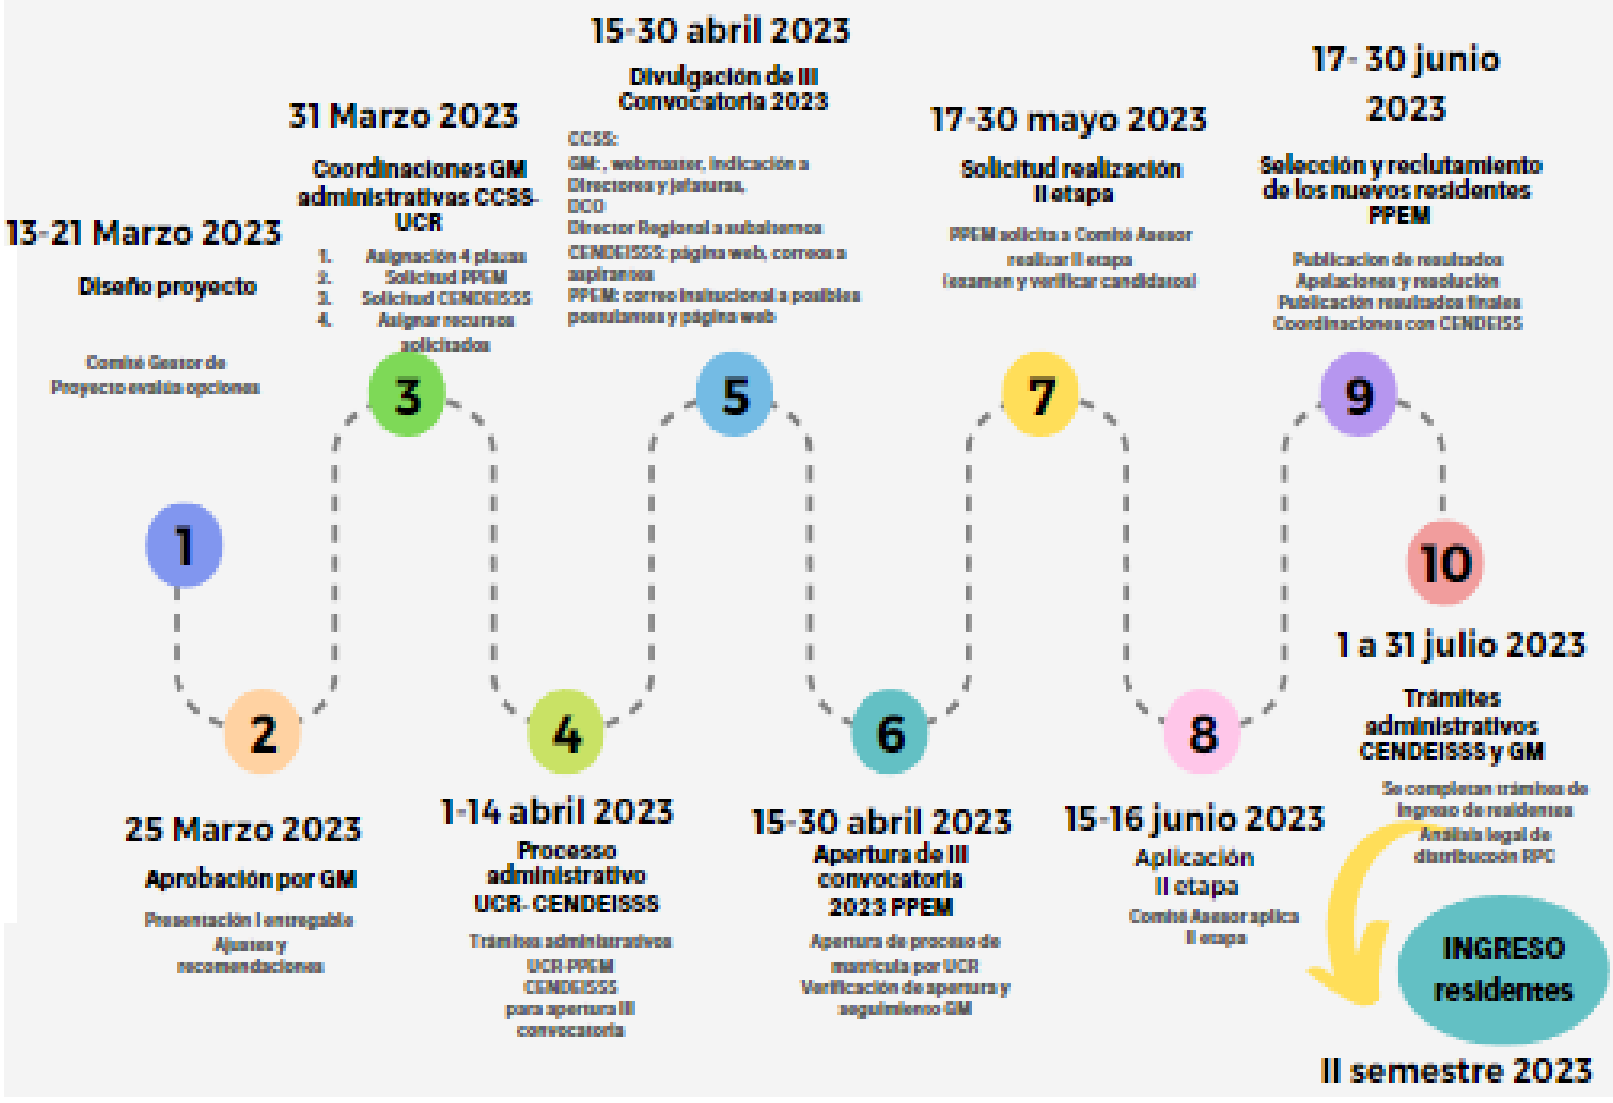 13-21 Marzo 2023
Diseño proyecto
Comité Gestor de
Proyecto evalúa opciones
1
2
25 Marzo 2023
Aprobación por GM
Presentación I entregable
Ajustes y
recomendaciones
31 Marzo 2023
Coordinaciones GM
administrativas CCSS-
UCR
1. Asignación 4 plazas
2. Solicitud PPEM
3. Solicitud CENDEISSS
4. Asignar recursos
solicitados
3
4
1-14 abril 2023
Processo
administrativo
UCR- CENDEISSS
Trámites administrativos
UCR-PPEM
CENDEISSS
para apertura III
convocatoria
15-30 abril 2023
Divulgación de III
Convocatoria 2023
CCSS:
GM: , webmaster, indicación a
Directores y jefaturas,
DCO
Director Regional a subalternos
CENDEISSS: página web, correos a
aspirantes
PPEM: correo institucional a posibles
postulantes y página web
5
6
15-30 abril 2023
Apertura de III
convocatoria
2023 PPEM
Apertura de proceso de
matrícula por UCR
Verificación de apertura y
seguimiento GM
17-30 mayo 2023
Solicitud realización
II etapa
PPEM solicita a Comité Asesor
realizar II etapa
(examen y verificar candidatos)
7
8
15-16 junio 2023
Aplicación
II etapa
Comité Asesor aplica
II etapa
17- 30 junio
2023
Selección y reclutamiento
de los nuevos residentes
PPEM
Publicacion de resultados
Apelaciones y resolución
Publicación resultados finales
Coordinaciones con CENDEISS
9
10
1 a 31 julio 2023
Trámites
administrativos
CENDEISSS y GM
Se completan trámites de
ingreso de residentes
Análisis legal de
distribucoón RPC
INGRESO
residentes
II semestre 2023